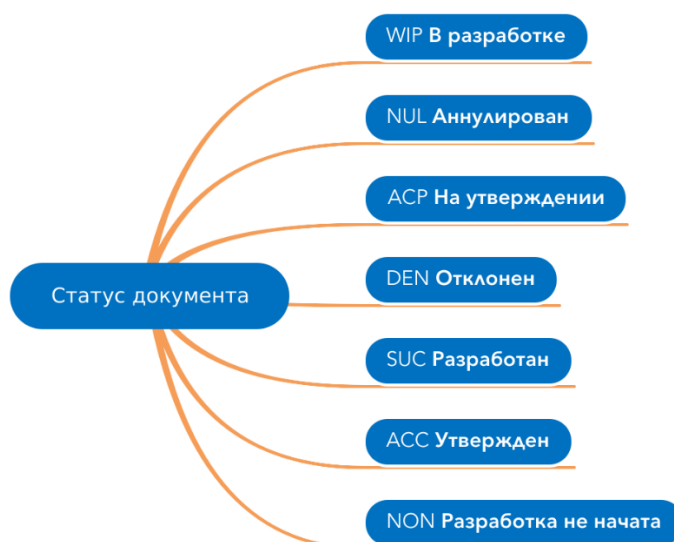 WIP В разработке
NUL Аннулирован
ACP На утверждении
Статус документа
DEN Отклонен
SUC Разработан
ACC Утвержден
NON Разработка не начата